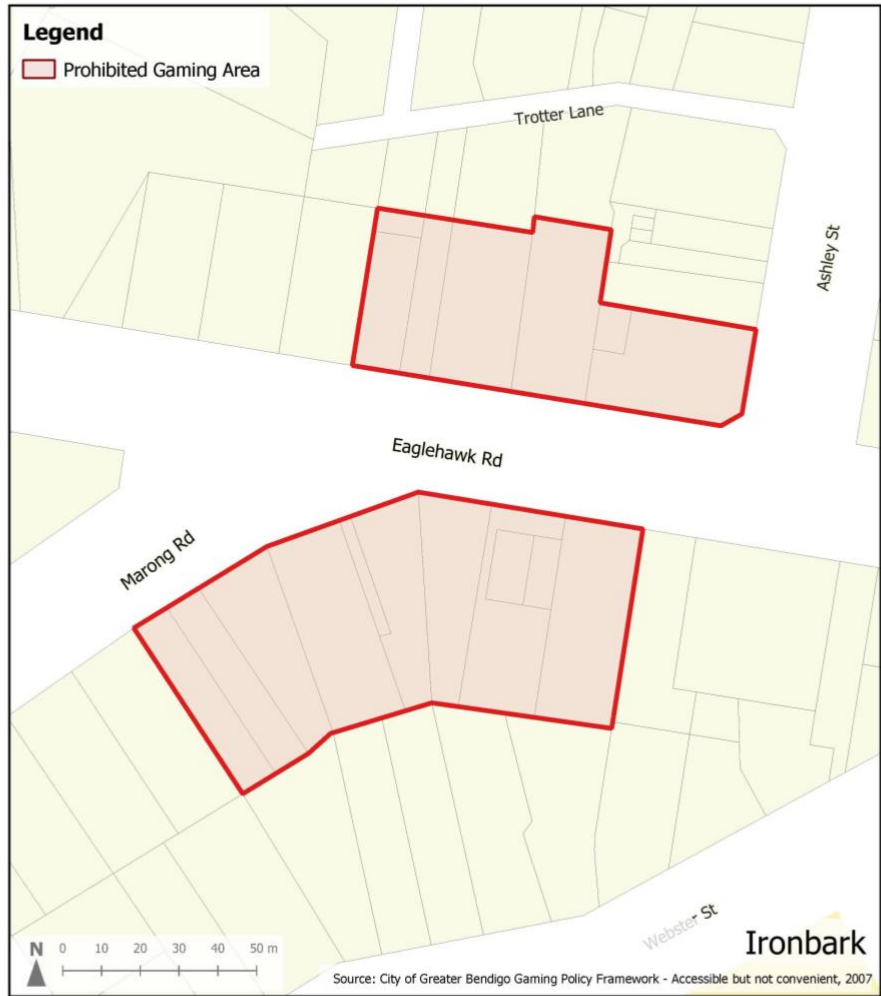 Legend
Prohibited Gaming Area
Trotter Lane
Ashley St
Eaglehawk Rd
Marong Rd
Webster St
Ironbark
N
0 10 20 30 40 50 m
Source: City of Greater Bendigo Gaming Policy Framework - Accessible but not convenient, 2007